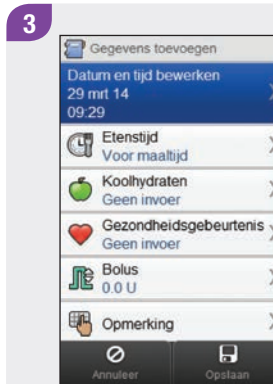 3
Gegevens toevoegen
Datum en tijd bewerken
29 mrt 14
09:29
Etenstijd
Voor maaltijd
Koolhydraten
Geen invoer
Gezondheidsgebeurtenis
Geen invoer
Bolus
0.0 U
Opmerking
Annuleer
Opslaan